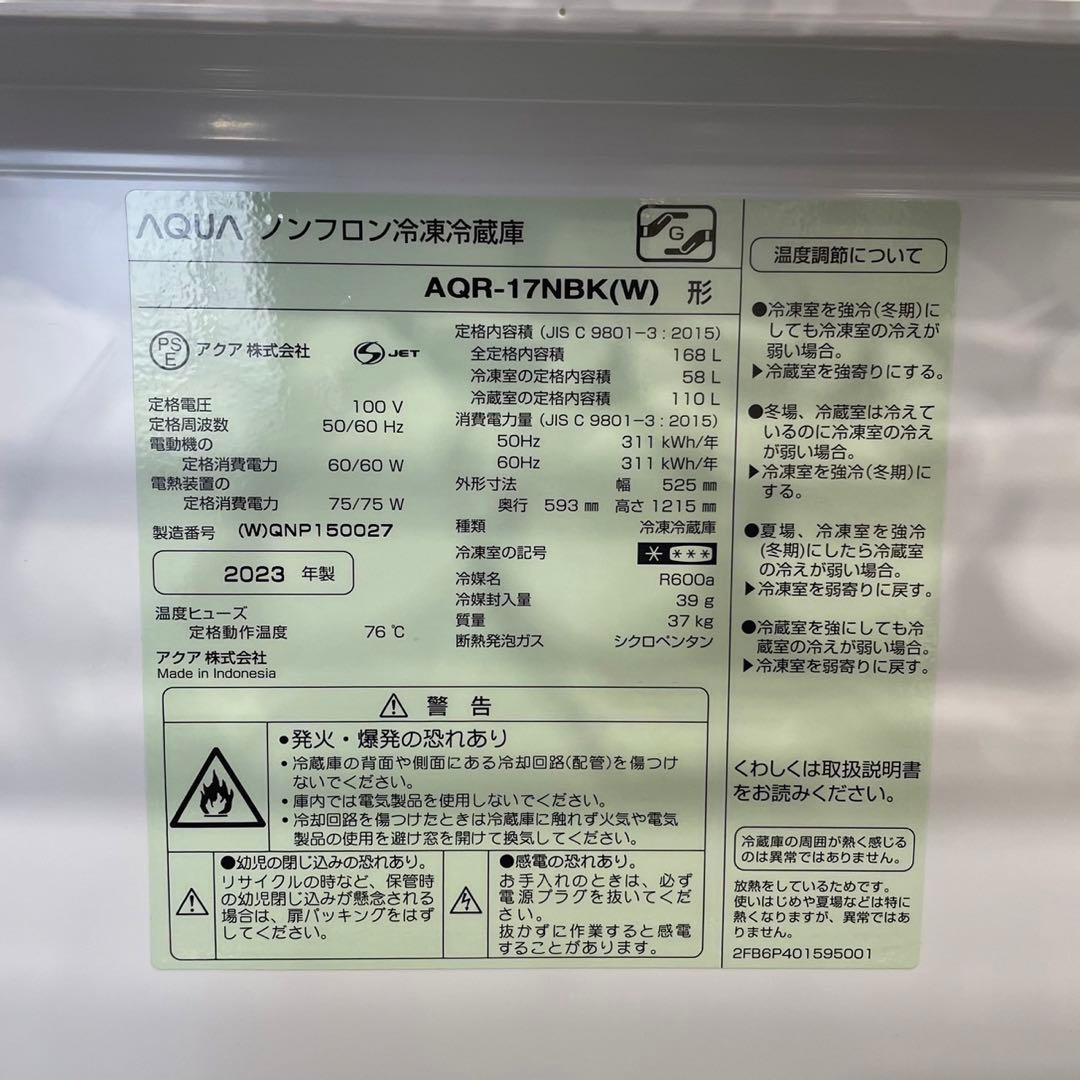 AQUA ノンフロン冷凍冷蔵庫
G
AQR-17NBK(W) 形
PS
E
アクア株式会社
S JET
定格電圧 100 V
定格周波数 50/60 Hz
電動機の
定格消費電力 60/60 W
電熱装置の
定格消費電力 75/75 W
製造番号 (W)QNP150027
2023 年製
温度ヒューズ
定格動作温度 76 ℃
アクア株式会社
Made in Indonesia
定格内容積 (JIS C 9801-3 : 2015)
全定格内容積 168 L
冷凍室の定格内容積 58 L
冷蔵室の定格内容積 110 L
消費電力量 (JIS C 9801-3 : 2015)
50Hz 311 kWh/年
60Hz 311 kWh/年
外形寸法 幅 525 ㎜
奥行 593 ㎜ 高さ 1215 ㎜
種類 冷凍冷蔵庫
冷凍室の記号 * ***
冷媒名 R600a
冷媒封入量 39 g
質量 37 kg
断熱発泡ガス シクロペンタン
⚠ 警告
●発火・爆発の恐れあり
・冷蔵庫の背面や側面にある冷却回路(配管)を傷つけ
ないでください。
・庫内では電気製品を使用しないでください。
・冷却回路を傷つけたときは冷蔵庫に触れず火気や電気
製品の使用を避け窓を開けて換気してください。
●幼児の閉じ込みの恐れあり。
リサイクルの時など、保管時
の幼児閉じ込みが懸念される
場合は、扉パッキングをはず
してください。
●感電の恐れあり。
お手入れのときは、必ず
電源プラグを抜いてくだ
さい。
抜かずに作業すると感電
することがあります。
温度調節について
●冷凍室を強冷(冬期)に
しても冷凍室の冷えが
弱い場合。
▶冷蔵室を強寄りにする。
●冬場、冷蔵室は冷えて
いるのに冷凍室の冷え
が弱い場合。
▶冷凍室を強冷(冬期)に
する。
●夏場、冷凍室を強冷
(冬期)にしたら冷蔵室
の冷えが弱い場合。
▶冷凍室を弱寄りに戻す。
●冷蔵室を強にしても冷
蔵室の冷えが弱い場合。
▶冷凍室を弱寄りに戻す。
くわしくは取扱説明書
をお読みください。
冷蔵庫の周囲が熱く感じる
のは異常ではありません。
放熱をしているためです。
使いはじめや夏場などは特に
熱くなりますが、異常ではあ
りません。
2FB6P401595001